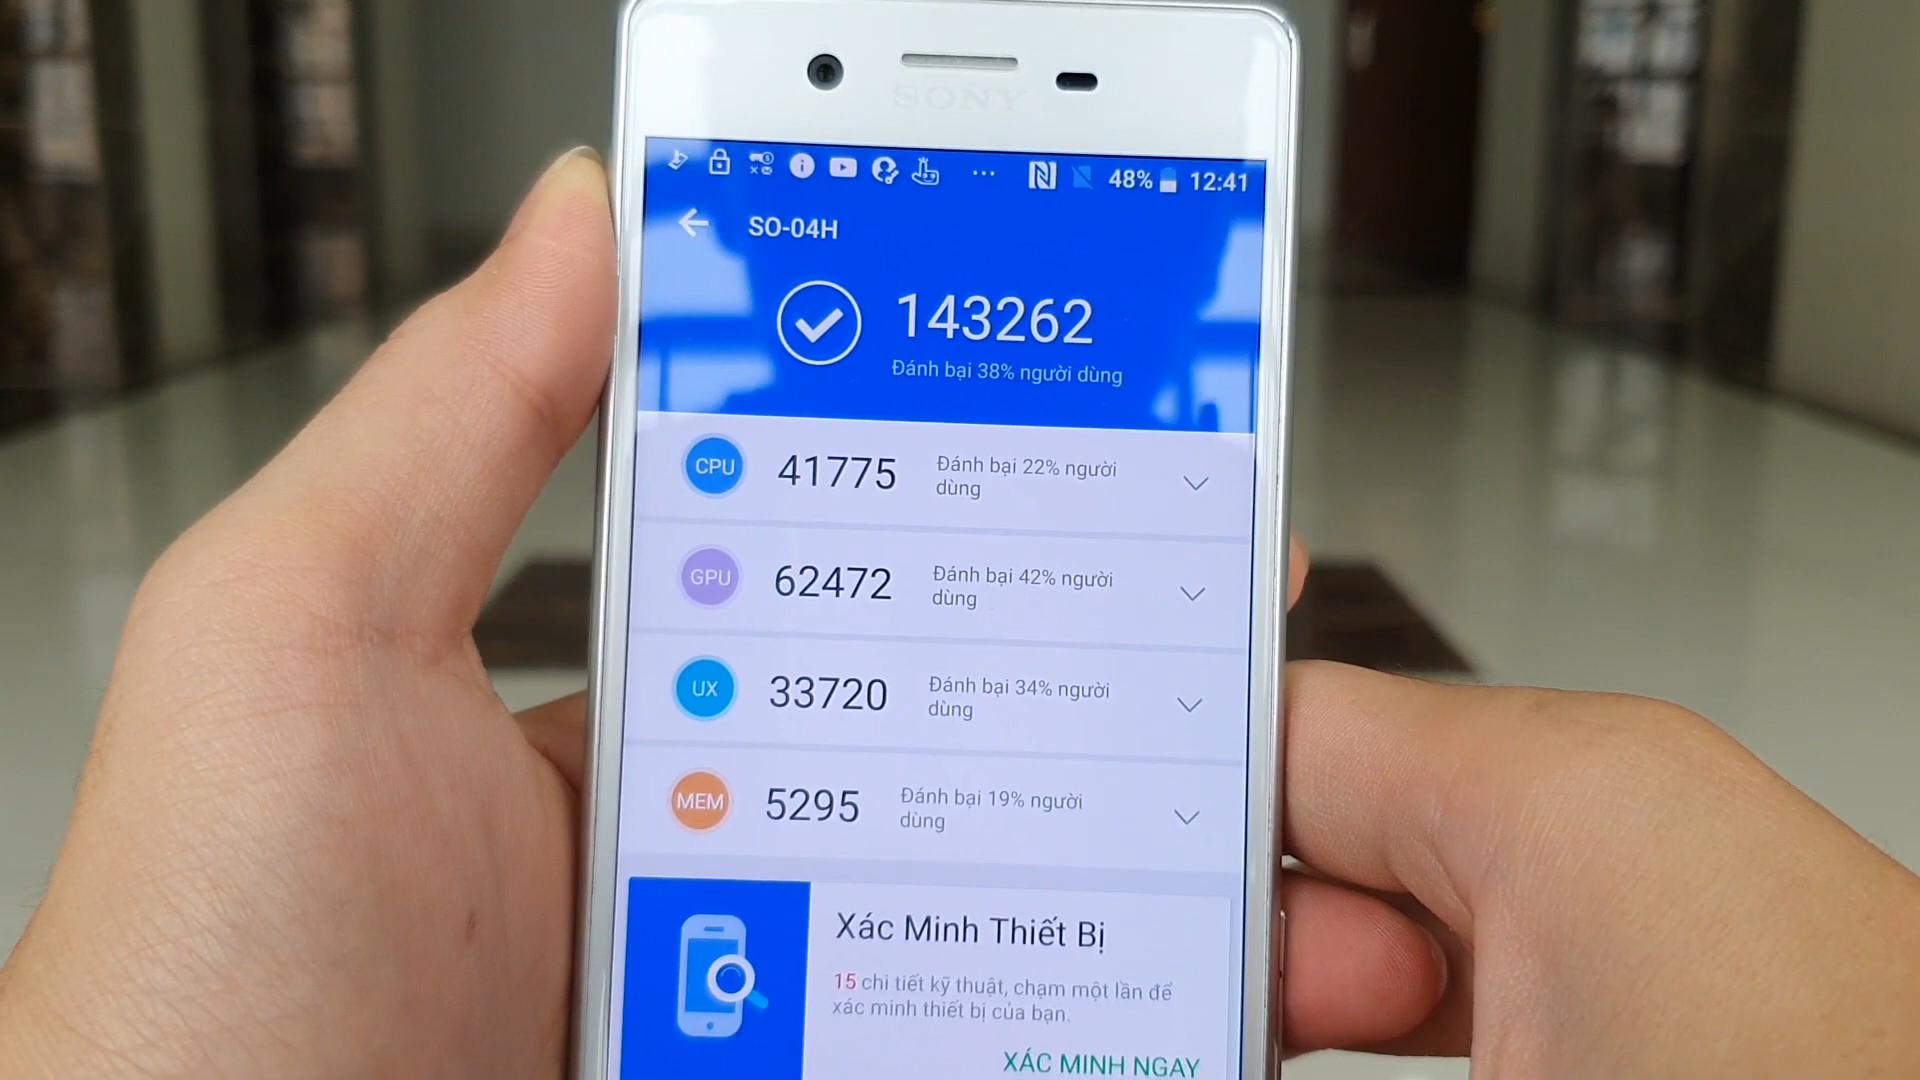 SONY
48% 12:41
SO-04H
143262
Đánh bại 38% người dùng
CPU 41775 Đánh bại 22% người
dùng
GPU 62472 Đánh bại 42% người
dùng
UX 33720 Đánh bại 34% người
dùng
MEM 5295 Đánh bại 19% người
dùng
Xác Minh Thiết Bị
15 chi tiết kỹ thuật, chạm một lần để
xác minh thiết bị của bạn.
XÁC MINH NGAY